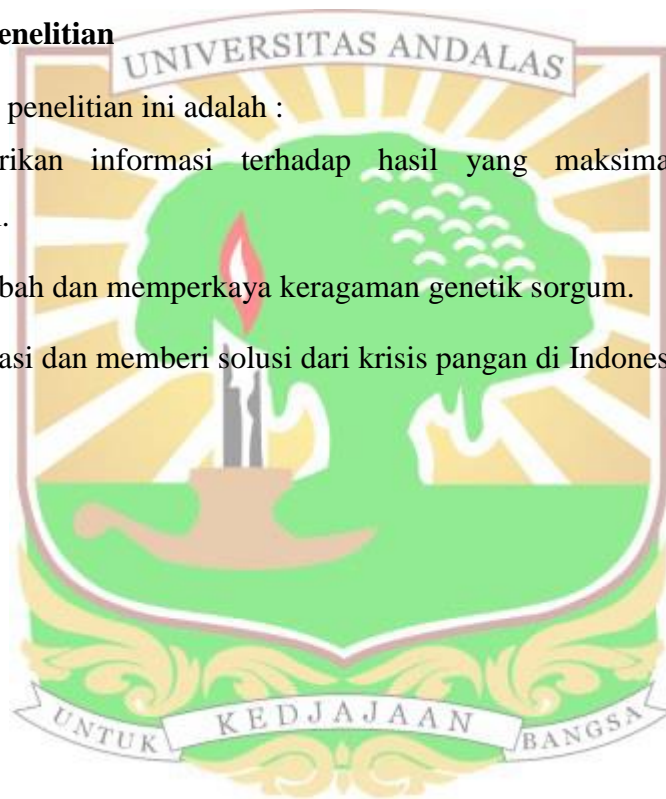 enelitian
UNIVERSITAS ANDALAS
penelitian ini adalah :
rikan informasi terhadap hasil yang maksima
.
bah dan memperkaya keragaman genetik sorgum.
asi dan memberi solusi dari krisis pangan di Indones
UNTUK KEDJAJAAN BANGSA